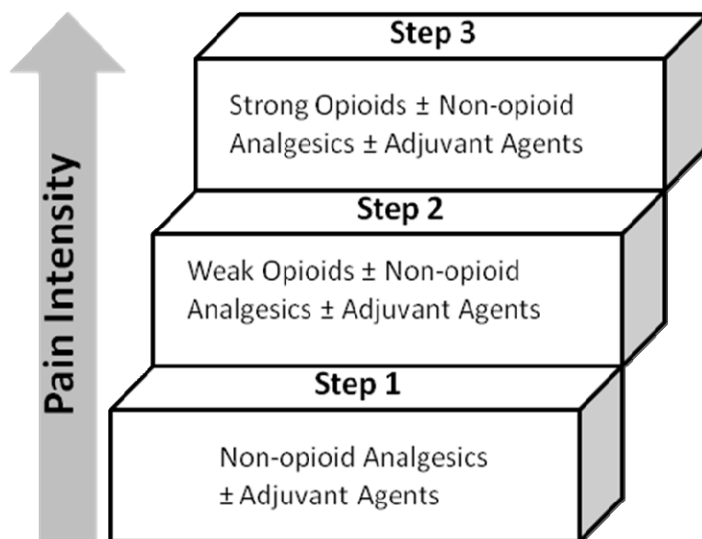 Step 3
Strong Opioids ± Non-opioid
Analgesics ± Adjuvant Agents
Step 2
Weak Opioids ± Non-opioid
Analgesics ± Adjuvant Agents
Step 1
Non-opioid Analgesics
± Adjuvant Agents
Pain Intensity